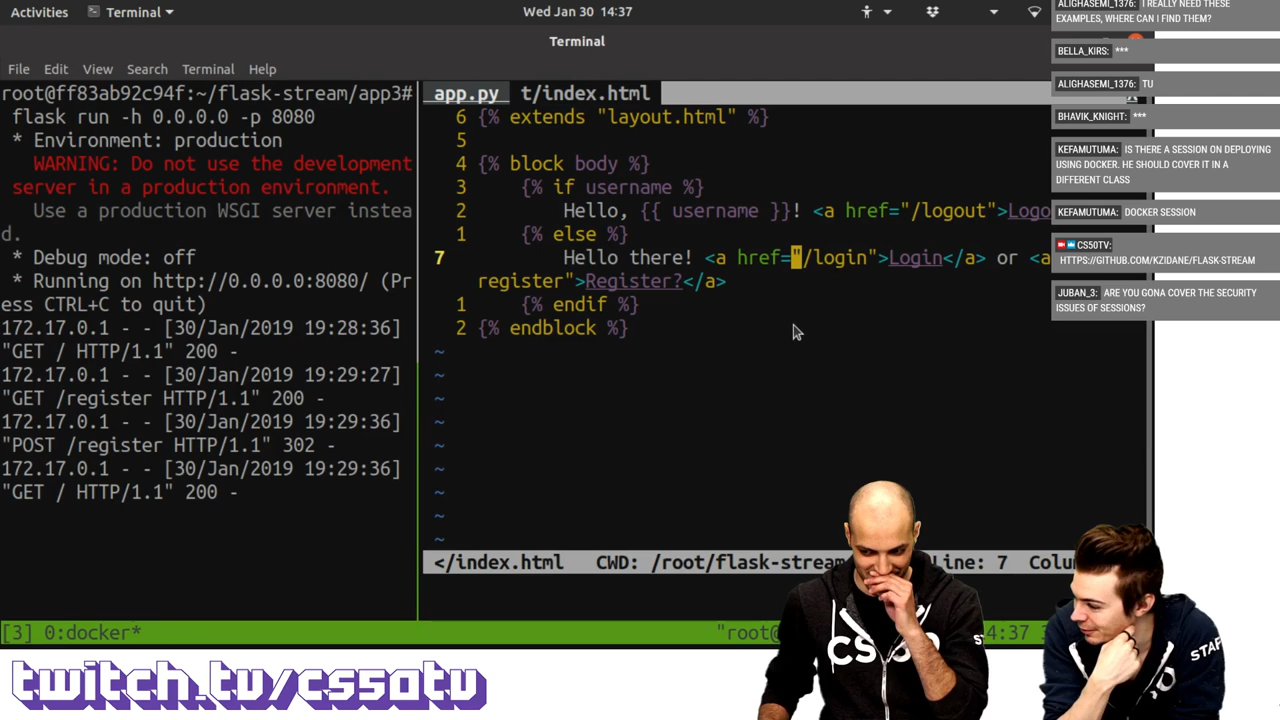 Activities
Terminal
Wed Jan 30 14:37
Terminal
File Edit View Search Terminal Help
root@ff83ab92c94f:~/flask-stream/app3#
flask run -h 0.0.0.0 -p 8080
* Environment: production
WARNING: Do not use the development
server in a production environment.
Use a production WSGI server instea
d.
* Debug mode: off
* Running on http://0.0.0.0:8080/ (Pr
ess CTRL+C to quit)
172.17.0.1 - - [30/Jan/2019 19:28:36]
"GET / HTTP/1.1" 200 -
172.17.0.1 - - [30/Jan/2019 19:29:27]
"GET /register HTTP/1.1" 200 -
172.17.0.1 - - [30/Jan/2019 19:29:36]
"POST /register HTTP/1.1" 302 -
172.17.0.1 - - [30/Jan/2019 19:29:36]
"GET / HTTP/1.1" 200 -
app.py t/index.html
6 {% extends "layout.html" %}
5
4 {% block body %}
3 {% if username %}
2 Hello, {{ username }}! <a href="/logout">Logo
1 {% else %}
7 Hello there! <a href="/login">Login</a> or <a
register">Register?</a>
1 {% endif %}
2 {% endblock %}
~
~
~
~
~
~
~
~
~
</index.html CWD: /root/flask-stream Line: 7 Colu
[3] 0:docker*
"root@
4:37
ALIGHASEMI_1376: I REALLY NEED THESE
EXAMPLES, WHERE CAN I FIND THEM?
BELLA_KIRS: ***
ALIGHASEMI_1376: TU
BHAVIK_KNIGHT: ***
KEFAMUTUMA: IS THERE A SESSION ON DEPLOYING
USING DOCKER. HE SHOULD COVER IT IN A
DIFFERENT CLASS
KEFAMUTUMA: DOCKER SESSION
CS50TV:
HTTPS://GITHUB.COM/KZIDANE/FLASK-STREAM
JUBAN_3: ARE YOU GONA COVER THE SECURITY
ISSUES OF SESSIONS?
twitch.tv/cs50tv
STAF